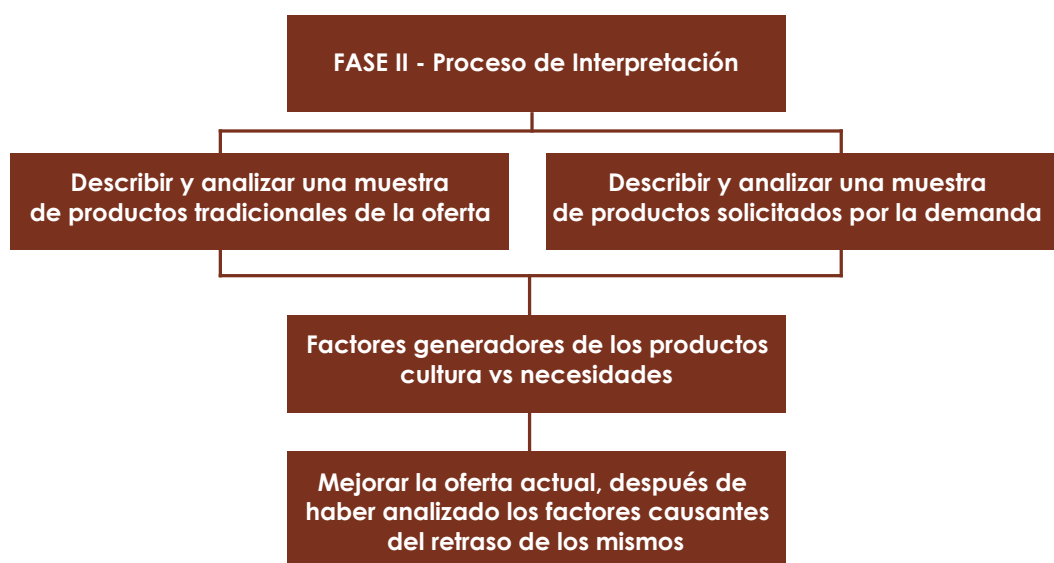 FASE II - Proceso de Interpretación
Describir y analizar una muestra
de productos tradicionales de la oferta
Describir y analizar una muestra
de productos solicitados por la demanda
Factores generadores de los productos
cultura vs necesidades
Mejorar la oferta actual, después de
haber analizado los factores causantes
del retraso de los mismos